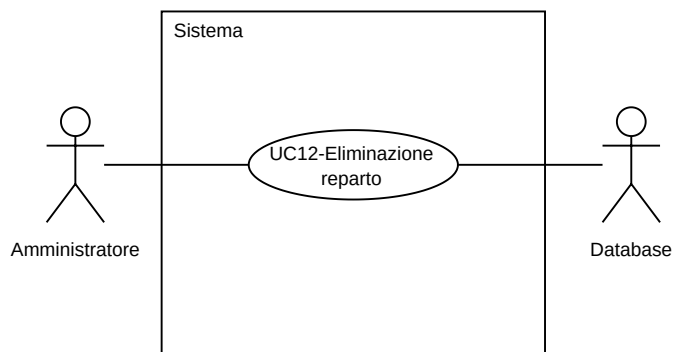 Sistema
UC12-Eliminazione
reparto
Amministratore
Database